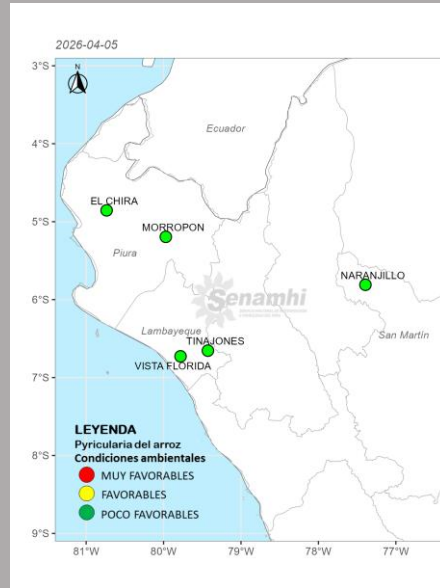 2026-04-05
3°S
N
Ecuador
4°S
EL CHIRA
5°S
MORROPON
Piura
NARANJILLO
6°S
Senamhi
Lambayeque
San Martín
TINAJONES
VISTA FLORIDA
7°S
LEYENDA
Pyricularia del arroz
Condiciones ambientales
8°S
MUY FAVORABLES
FAVORABLES
POCO FAVORABLES
9°S
81°W 80°W 79°W 78°W 77°W